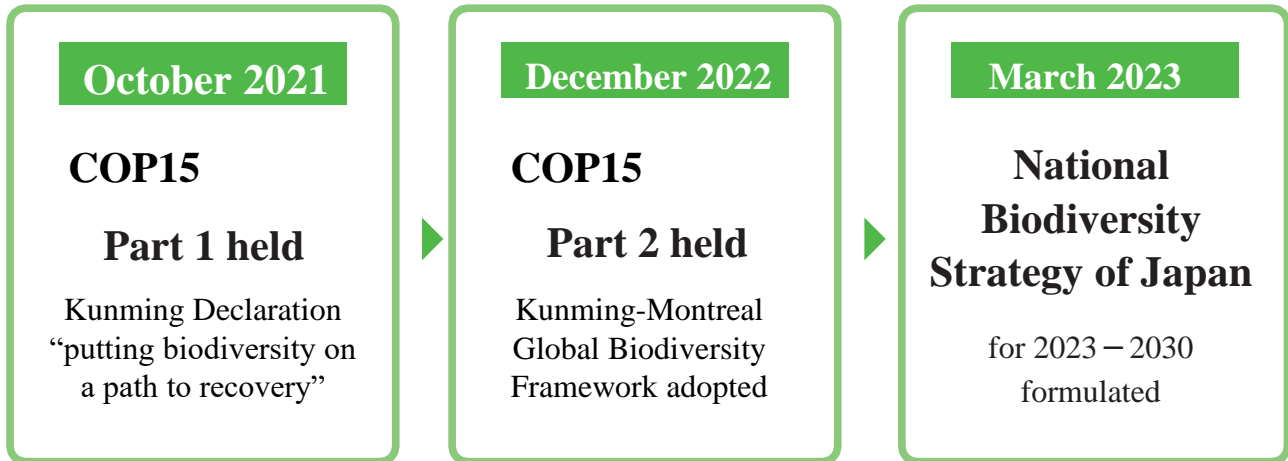 October 2021
COP15
Part 1 held
Kunming Declaration
“putting biodiversity on
a path to recovery”
December 2022
COP15
Part 2 held
Kunming-Montreal
Global Biodiversity
Framework adopted
March 2023
National
Biodiversity
Strategy of Japan
for 2023－2030
formulated